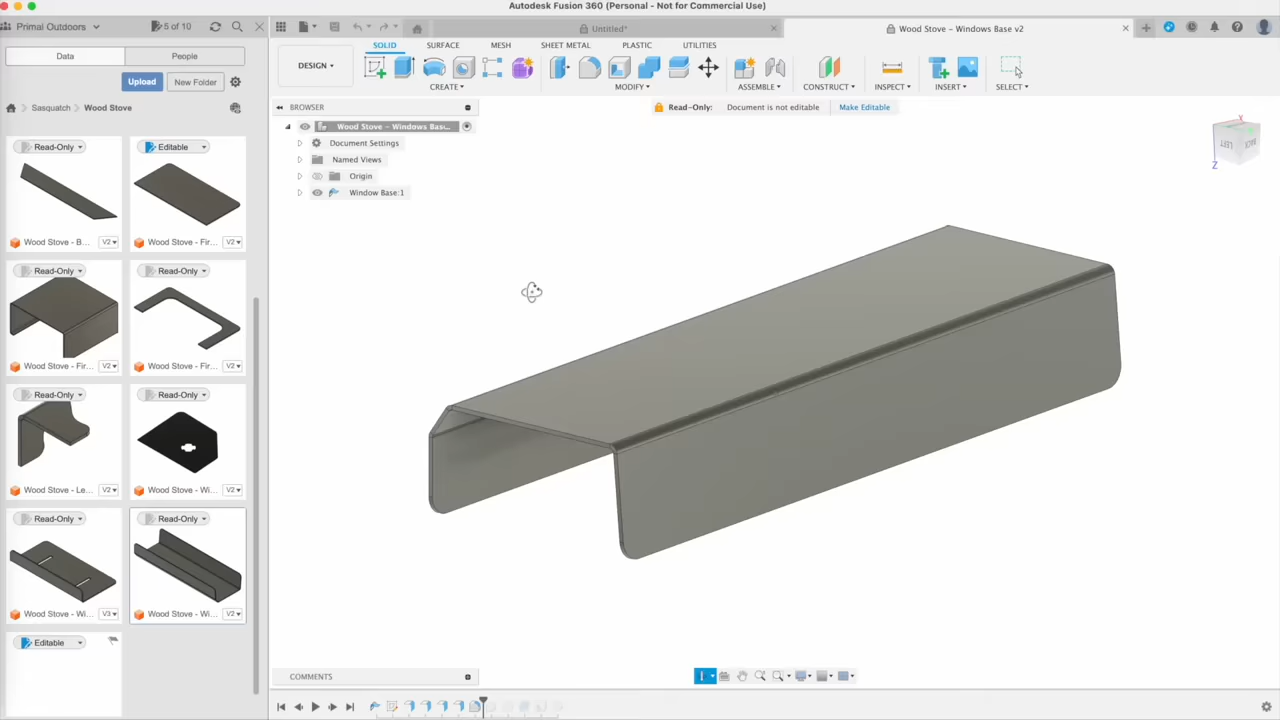 Autodesk Fusion 360 (Personal - Not for Commercial Use)
Primal Outdoors
5 of 10
Untitled*
Wood Stove - Windows Base v2
Data
People
Upload
New Folder
Sasquatch > Wood Stove
DESIGN
SOLID
SURFACE
MESH
SHEET METAL
PLASTIC
UTILITIES
CREATE
MODIFY
ASSEMBLE
CONSTRUCT
INSPECT
INSERT
SELECT
BROWSER
Wood Stove - Windows Bas...
Document Settings
Named Views
Origin
Window Base:1
Read-Only: Document is not editable Make Editable
BACK
LEFT
X
Z
Read-Only
Editable
Wood Stove - B... V2
Wood Stove - Fir... V2
Read-Only
Read-Only
Wood Stove - Fir... V2
Wood Stove - Fir... V2
Read-Only
Read-Only
Wood Stove - Le... V2
Wood Stove - Wi... V2
Read-Only
Read-Only
Wood Stove - Wi... V3
Wood Stove - Wi... V2
Editable
COMMENTS